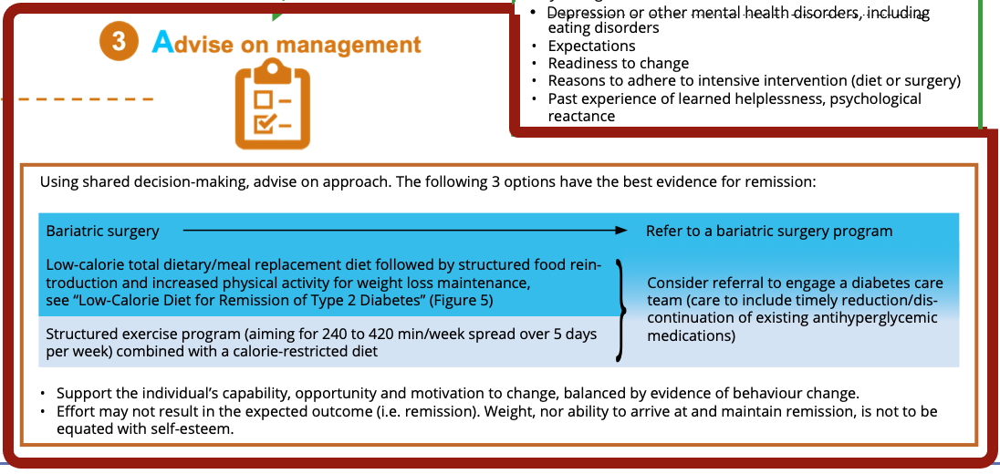 Depression or other mental health disorders, including
eating disorders
• Expectations
• Readiness to change
• Reasons to adhere to intensive intervention (diet or surgery)
• Past experience of learned helplessness, psychological
reactance
3 Advise on management
Using shared decision-making, advise on approach. The following 3 options have the best evidence for remission:
Bariatric surgery
Refer to a bariatric surgery program
Low-calorie total dietary/meal replacement diet followed by structured food rein-
troduction and increased physical activity for weight loss maintenance,
see “Low-Calorie Diet for Remission of Type 2 Diabetes” (Figure 5)
Structured exercise program (aiming for 240 to 420 min/week spread over 5 days
per week) combined with a calorie-restricted diet
Consider referral to engage a diabetes care
team (care to include timely reduction/dis-
continuation of existing antihyperglycemic
medications)
• Support the individual’s capability, opportunity and motivation to change, balanced by evidence of behaviour change.
• Effort may not result in the expected outcome (i.e. remission). Weight, nor ability to arrive at and maintain remission, is not to be
equated with self-esteem.